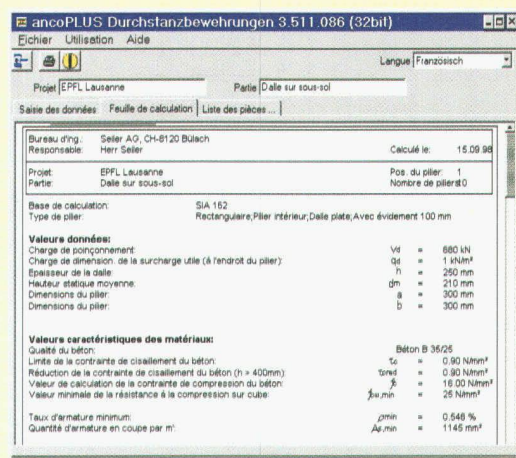 ancoPLUS Durchstanzbewehrungen 3.511.086 (32bit)
Eichier Utilisation Aide
Langue Französisch
Projet EPFL Lausanne Partie Dalle sur sous-sol
Saisie des données Feuille de calculation Liste des pièces ...
Bureau d'ing.: Seiler AG, CH-8120 Bülach
Responsable: Herr Seiler Calculé le: 15.09.98
Projet: EPFL Lausanne Pos. du pilier: 1
Partie: Dalle sur sous-sol Nombre de piliers10
Base de calculation: SIA 162
Type de pilier: Rectangulaire;Pilier intérieur;Dalle plate;Avec évidement 100 mm
Valeurs données:
Charge de poinçonnement: Vd = 680 kN
Charge de dimension. de la surcharge utile (à l'endroit du pilier): qd = 1 kN/m²
Epaisseur de la dalle: h = 250 mm
Hauteur statique moyenne: dm = 210 mm
Dimensions du pilier: a = 300 mm
Dimensions du pilier: b = 300 mm
Valeurs caractéristiques des matériaux:
Qualité du béton: Béton B 35/25
Limite de la contrainte de cisaillement du béton: τc = 0.90 N/mm²
Réduction de la contrainte de cisaillement du béton (h > 400mm): τcred = 0.90 N/mm²
Valeur de calculation de la contrainte de compression du béton: fc = 16.00 N/mm²
Valeur minimale de la résistance à la compression sur cube: fcw,min = 25 N/mm²
Taux d'armature minimum: ρmin = 0.546 %
Quantité d'armature en coupe par m': As,min = 1145 mm²